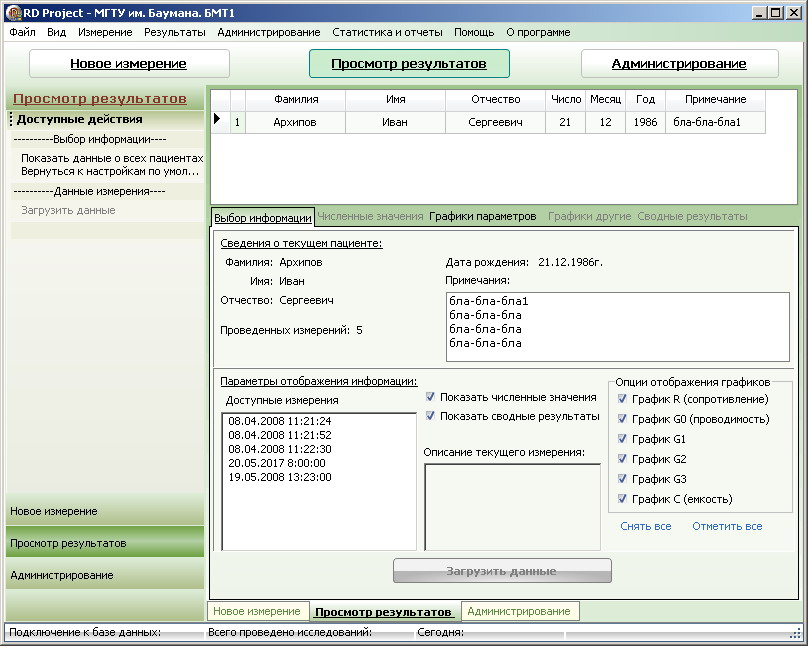 RD Project - МГТУ им. Баумана. БМТ1
Файл Вид Измерение Результаты Администрирование Статистика и отчеты Помощь О программе
Новое измерение Просмотр результатов Администрирование
Просмотр результатов
Доступные действия
----------Выбор информации----
Показать данные о всех пациентах
Вернуться к настройкам по умол...
----------Данные измерения----
Загрузить данные
Новое измерение
Просмотр результатов
Администрирование
Фамилия Имя Отчество Число Месяц Год Примечание
1 Архипов Иван Сергеевич 21 12 1986 бла-бла-бла1
Выбор информации Численные значения Графики параметров Графики другие Сводные результаты
Сведения о текущем пациенте:
Фамилия: Архипов
Имя: Иван
Отчество: Сергеевич
Проведенных измерений: 5
Дата рождения: 21.12.1986г.
Примечания:
бла-бла-бла1
бла-бла-бла
бла-бла-бла
бла-бла-бла
Параметры отображения информации:
Доступные измерения
08.04.2008 11:21:24
08.04.2008 11:21:52
08.04.2008 11:22:30
20.05.2017 8:00:00
19.05.2008 13:23:00
Показать численные значения
Показать сводные результаты
Описание текущего измерения:
Опции отображения графиков
График R (сопротивление)
График G0 (проводимость)
График G1
График G2
График G3
График C (емкость)
Снять все Отметить все
Загрузить данные
Новое измерение Просмотр результатов Администрирование
Подключение к базе данных: Всего проведено исследований: Сегодня: